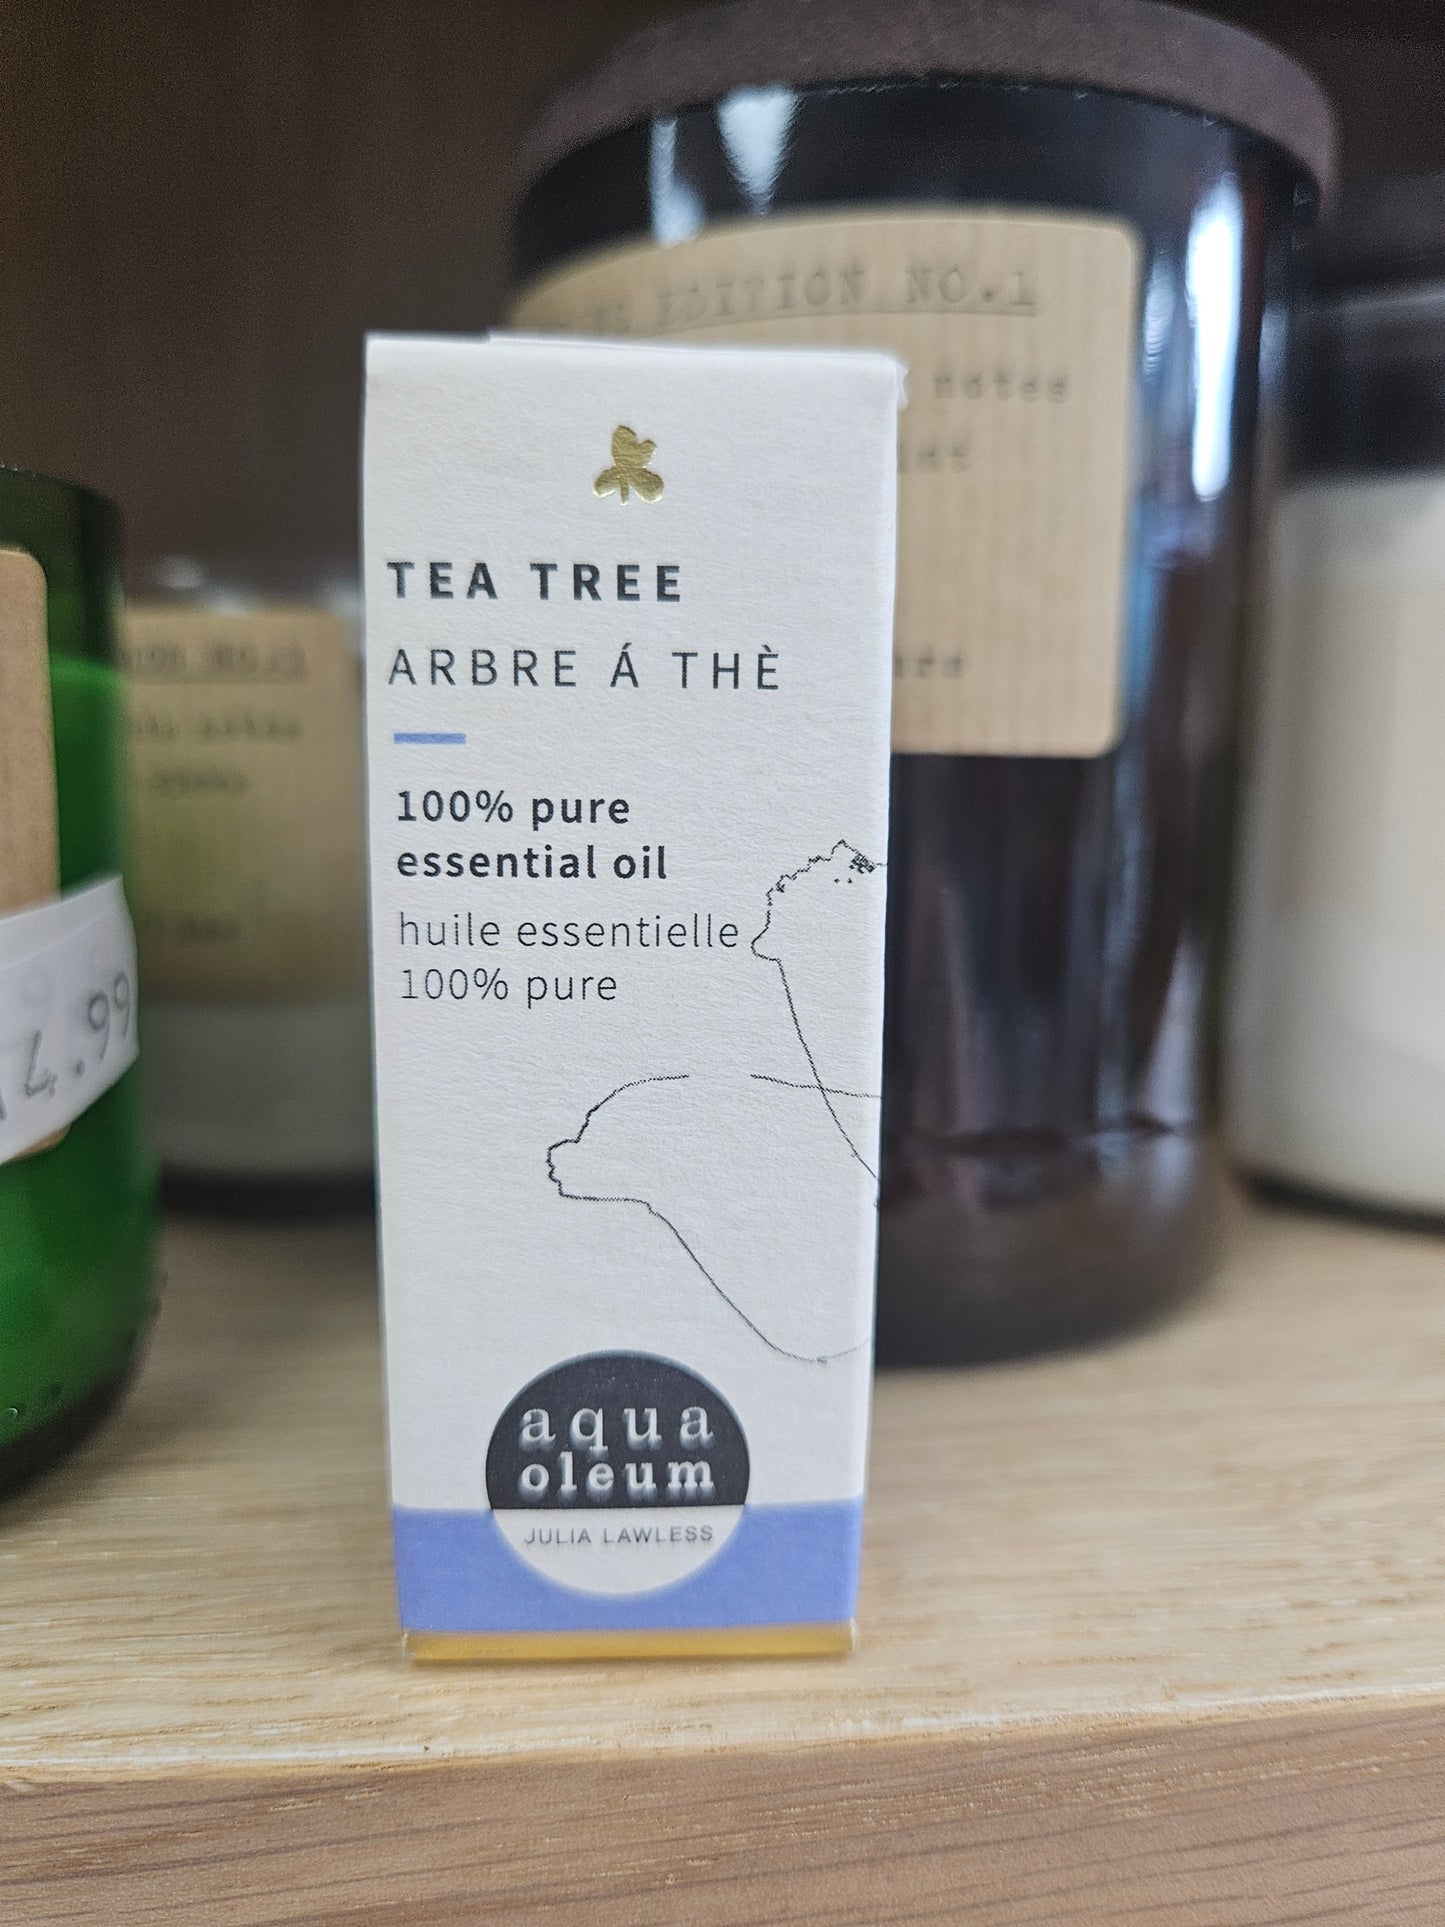 EDITION NO.1
notes
TEA TREE
ARBRE Á THÈ
100% pure
essential oil
huile essentielle
100% pure
aqua
oleum
JULIA LAWLESS